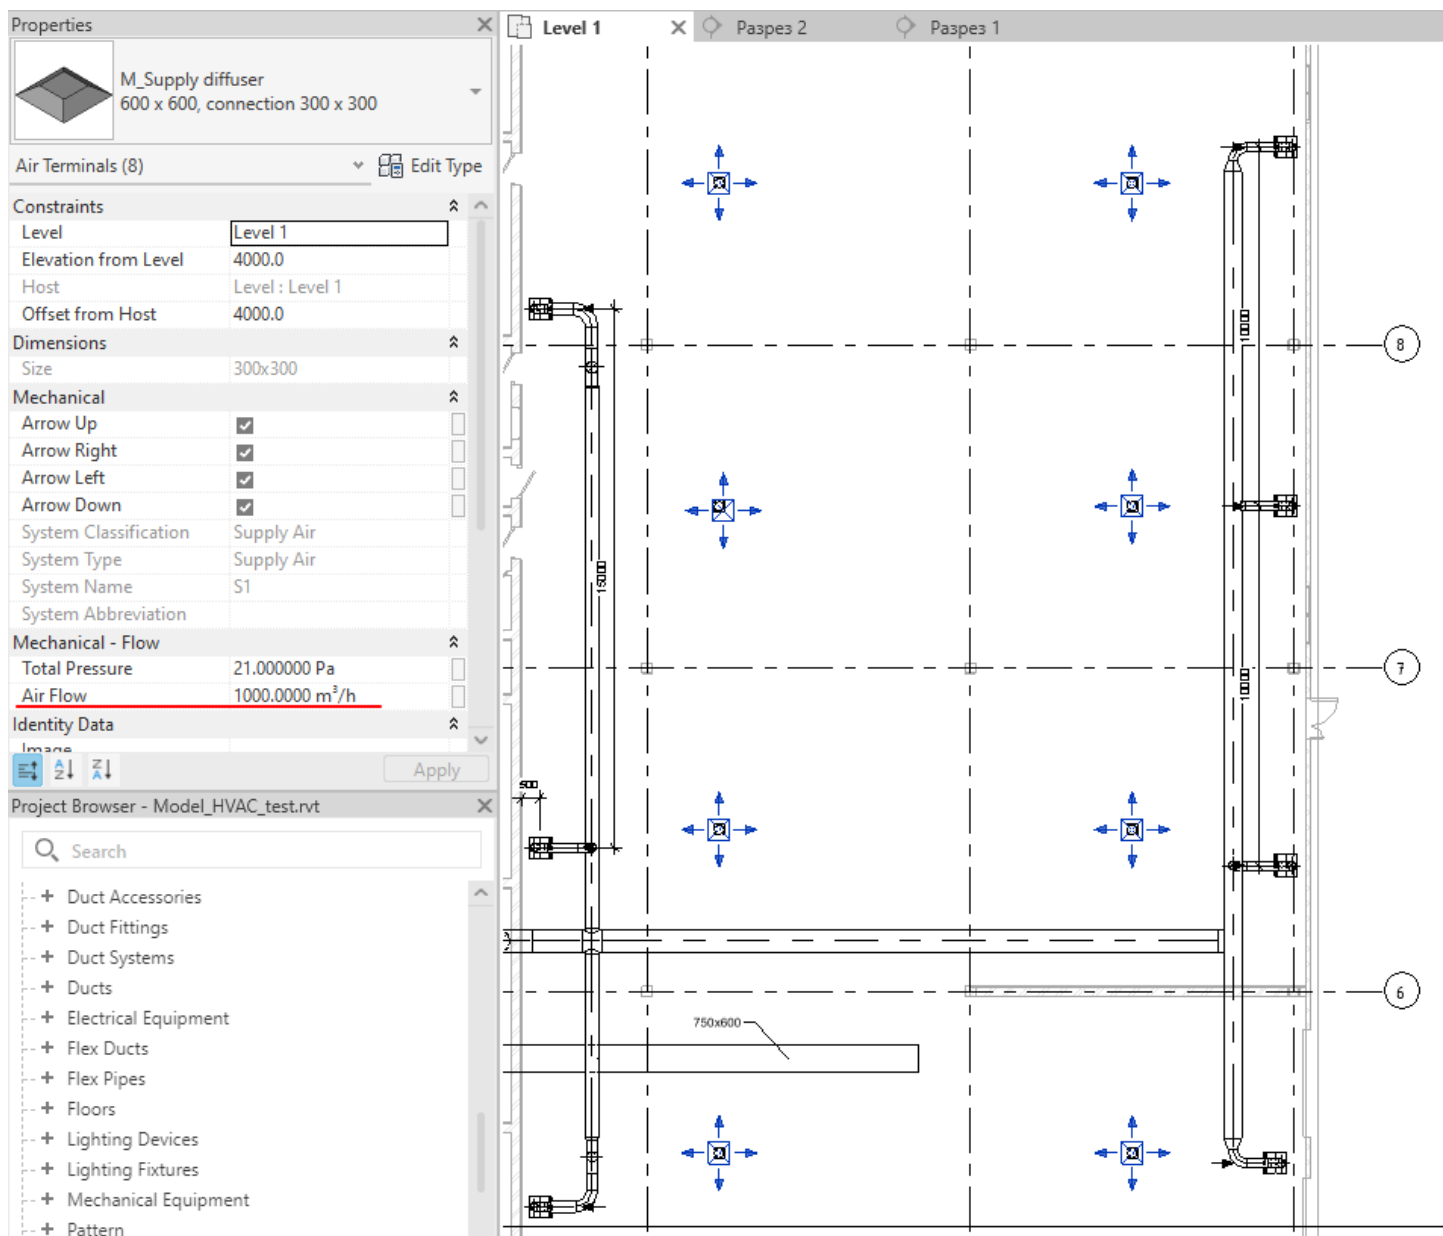 Properties
M_Supply diffuser
600 x 600, connection 300 x 300
Air Terminals (8)
Edit Type
Constraints
Level Level 1
Elevation from Level 4000.0
Host Level : Level 1
Offset from Host 4000.0
Dimensions
Size 300x300
Mechanical
Arrow Up
Arrow Right
Arrow Left
Arrow Down
System Classification Supply Air
System Type Supply Air
System Name S1
System Abbreviation
Mechanical - Flow
Total Pressure 21.000000 Pa
Air Flow 1000.0000 m³/h
Identity Data
Image
Apply
Project Browser - Model_HVAC_test.rvt
Search
Duct Accessories
Duct Fittings
Duct Systems
Ducts
Electrical Equipment
Flex Ducts
Flex Pipes
Floors
Lighting Devices
Lighting Fixtures
Mechanical Equipment
Pattern
Level 1
Разрез 2
Разрез 1
8
15000
7
500
6
750x600